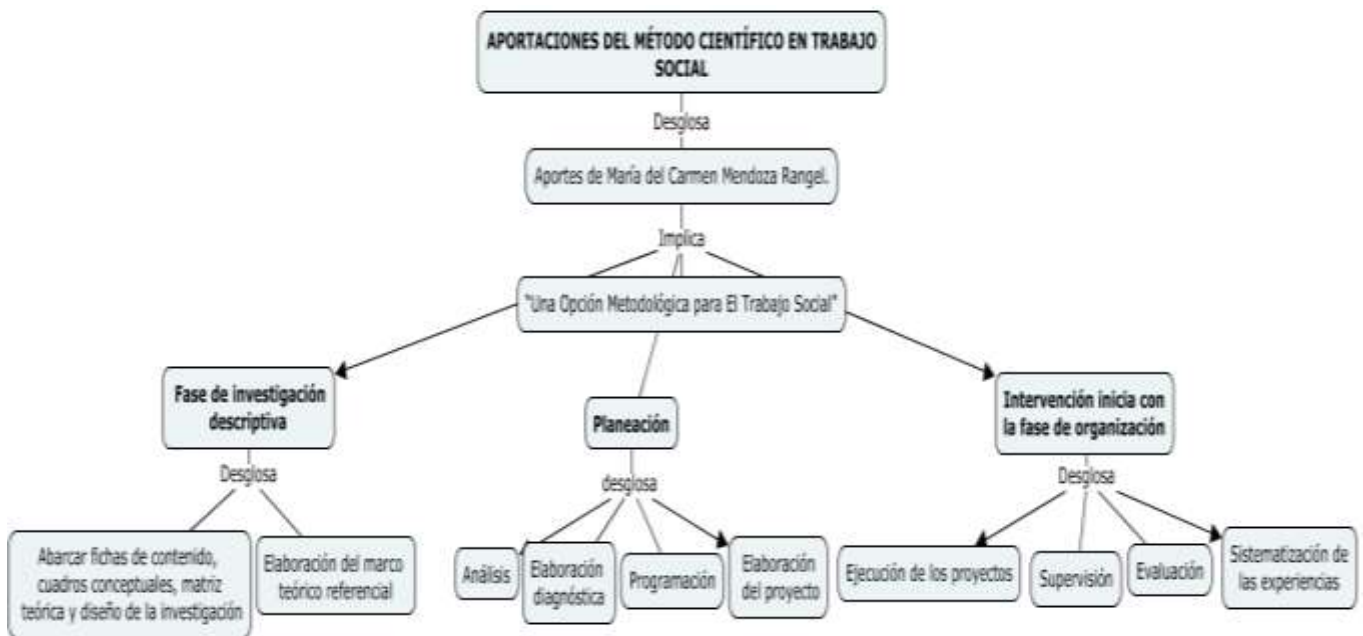 APORTACIONES DEL MÉTODO CIENTÍFICO EN TRABAJO
SOCIAL
Desglosa
Aportes de María del Carmen Mendoza Rangel.
Implica
"Una Opción Metodológica para El Trabajo Social"
Fase de investigación
descriptiva
Desglosa
Abarcar fichas de contenido,
cuadros conceptuales, matriz
teórica y diseño de la investigación
Elaboración del marco
teórico referencial
Planeación
desglosa
Análisis
Elaboración
diagnóstica
Programación
Elaboración
del proyecto
Intervención inicia con
la fase de organización
Desglosa
Ejecución de los proyectos
Supervisión
Evaluación
Sistematización de
las experiencias